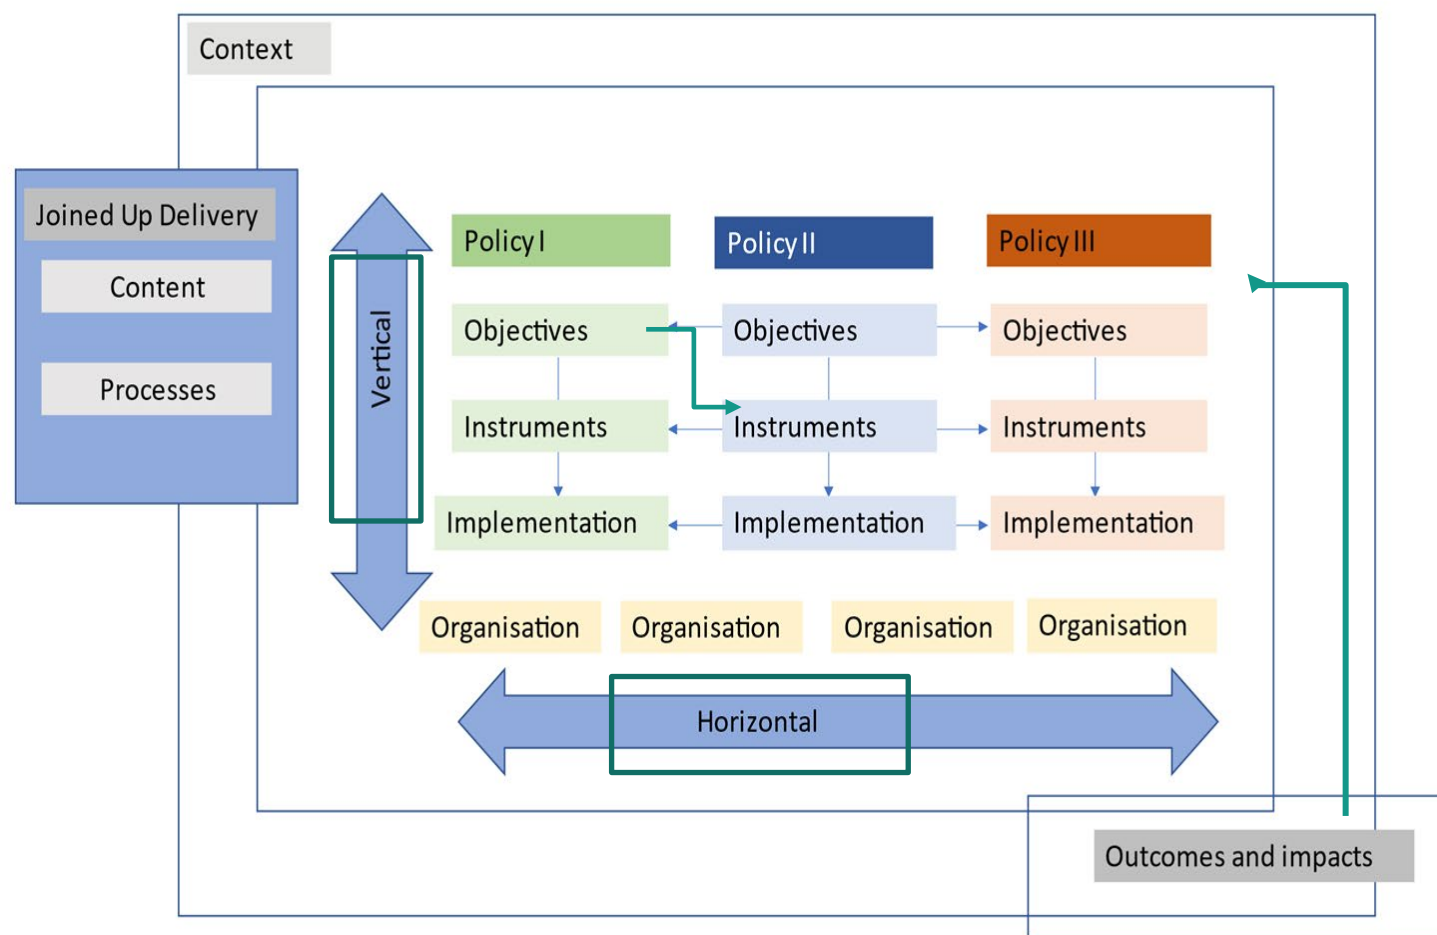 Context
Joined Up Delivery
Content
Processes
Vertical
Policy I
Policy II
Policy III
Objectives
Objectives
Objectives
Instruments
Instruments
Instruments
Implementation
Implementation
Implementation
Organisation
Organisation
Organisation
Organisation
Horizontal
Outcomes and impacts